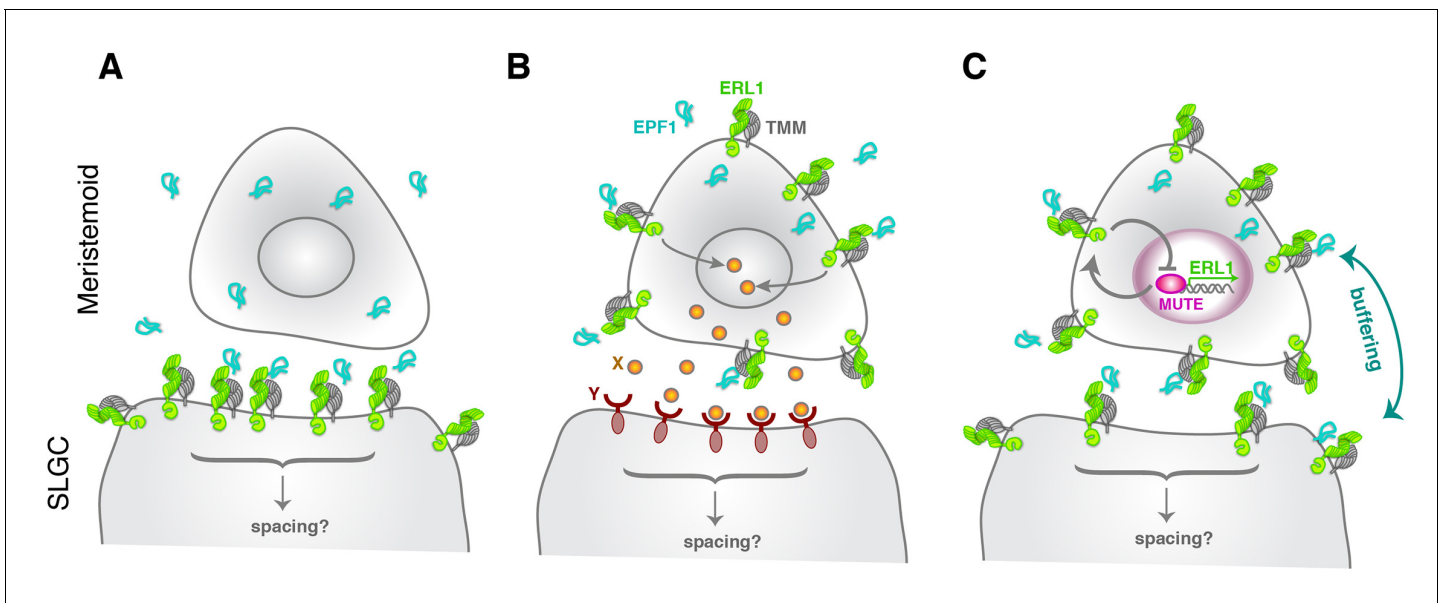 A
B
C
Meristemoid
SLGC
spacing?
ERL1
EPF1
TMM
X
Y
spacing?
ERL1
MUTE
buffering
spacing?